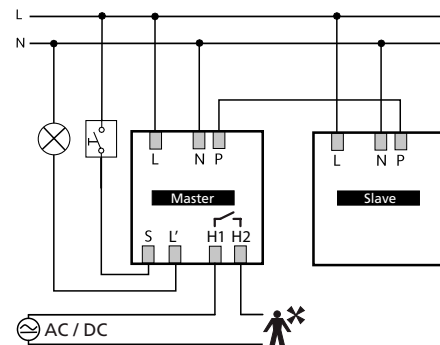 L
N
L N P
L N P
Master
Slave
S L' H1 H2
AC / DC